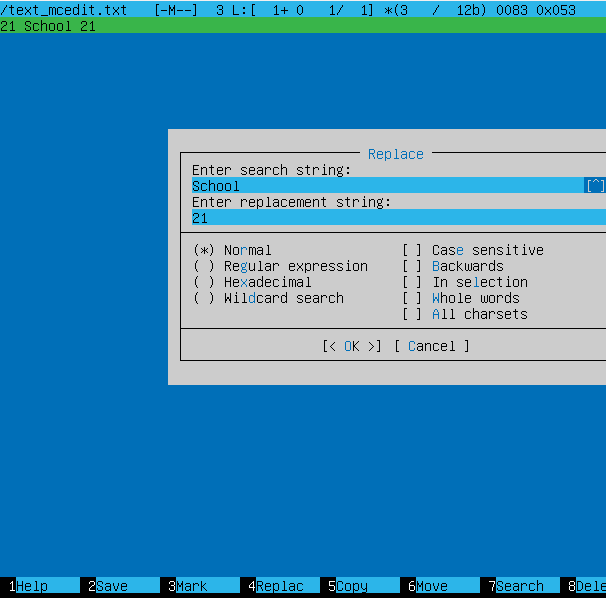 /text_mcedit.txt   [-M--]  3 L:[  1+ 0   1/  1] *(3   /  12b) 0083 0x053
21 School 21
Replace
Enter search string:
School [^]
Enter replacement string:
21
(*) Normal [ ] Case sensitive
( ) Regular expression [ ] Backwards
( ) Hexadecimal [ ] In selection
( ) Wildcard search [ ] Whole words
[ ] All charsets
[< OK >] [ Cancel ]
1Help 2Save 3Mark 4Replac 5Copy 6Move 7Search 8Dele